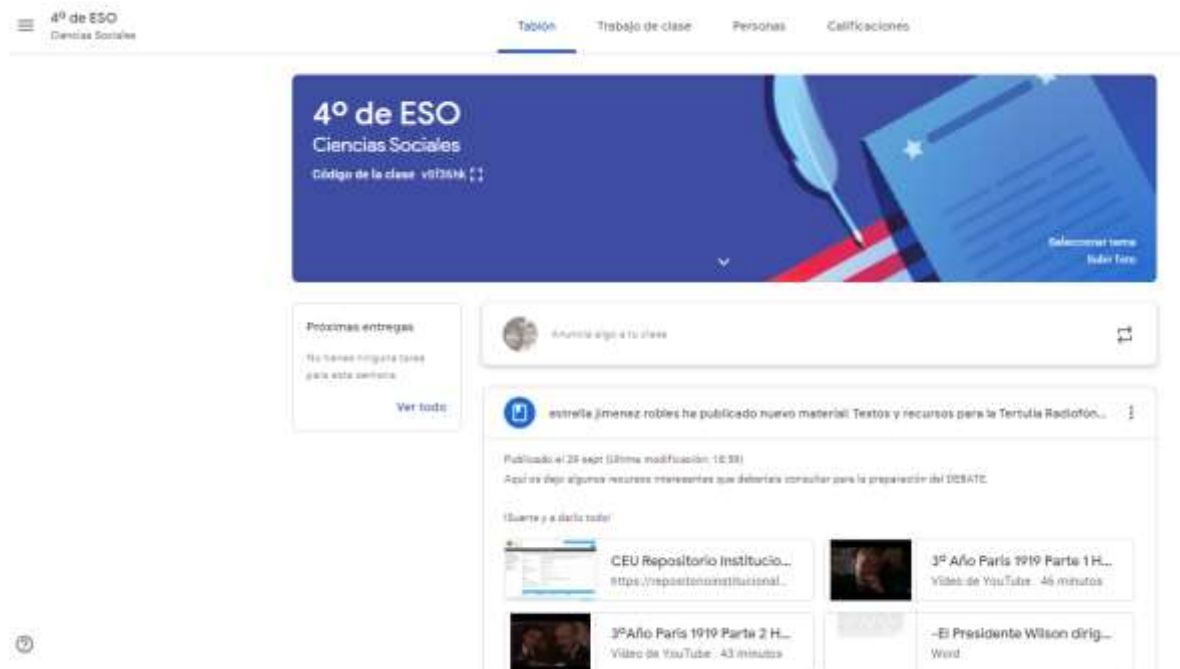 4º de ESO
Ciencias Sociales
Tablón
Trabajo de clase
Personas
Calificaciones
4º de ESO
Ciencias Sociales
Código de la clase
Seleccionar tema
Subir foto
Próximas entregas
No tienes ninguna tarea
para esta semana
Ver todo
Anuncia algo a tu clase
estrella jimenez robles ha publicado nuevo material: Textos y recursos para la Tertulia Radiofón...
Publicado el 29 sept (Última modificación: 18:59)
Aquí os dejo algunos recursos interesantes que deberíais consultar para la preparación del DEBATE.
¡Suerte y a darlo todo!
CEU Repositorio Institucio...
https://repositorioinstitucional...
3º Año Paris 1919 Parte 1 H...
Vídeo de YouTube 46 minutos
3ºAño Paris 1919 Parte 2 H...
Vídeo de YouTube 43 minutos
-El Presidente Wilson dirig...
Word